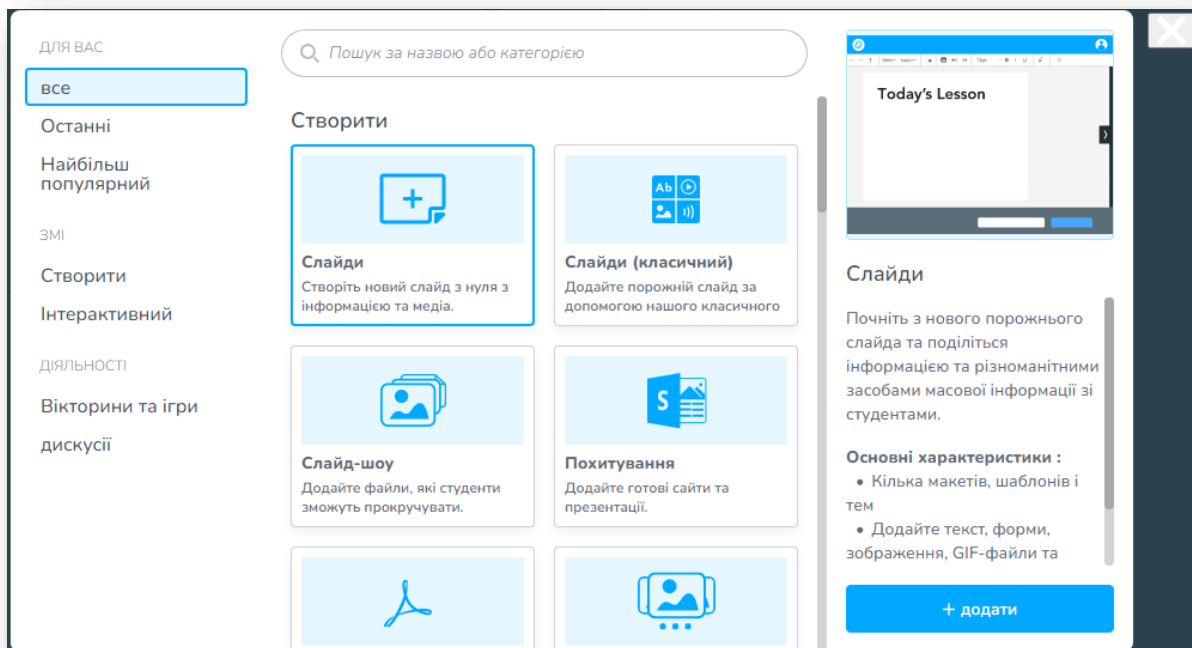 ДЛЯ ВАС
все
Останні
Найбільш
популярний
ЗМІ
Створити
Інтерактивний
ДІЯЛЬНОСТІ
Вікторини та ігри
дискусії
Пошук за назвою або категорією
Створити
Слайди
Створіть новий слайд з нуля з
інформацією та медіа.
Ab
Слайди (класичний)
Додайте порожній слайд за
допомогою нашого класичного
Слайд-шоу
Додайте файли, які студенти
зможуть прокручувати.
S
Похитування
Додайте готові сайти та
презентації.
Today's Lesson
Слайди
Почніть з нового порожнього
слайда та поділіться
інформацією та різноманітними
засобами масової інформації зі
студентами.
Основні характеристики :
• Кілька макетів, шаблонів і
тем
• Додайте текст, форми,
зображення, GIF-файли та
+ додати